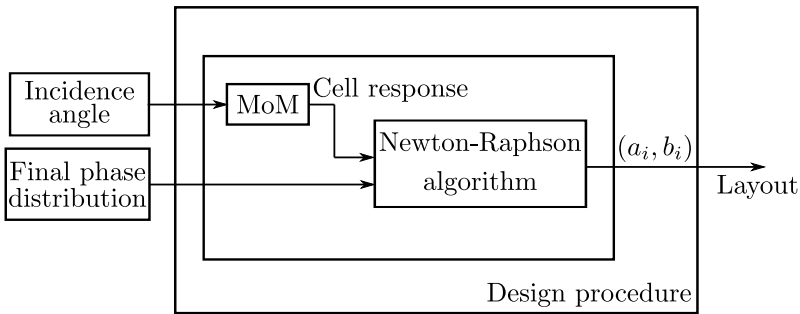 Incidence
angle
MoM
Cell response
Final phase
distribution
Newton-Raphson
algorithm
(a_i, b_i)
Layout
Design procedure